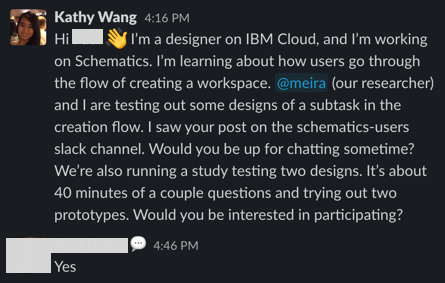 Kathy Wang 4:16 PM
Hi I’m a designer on IBM Cloud, and I’m working
on Schematics. I’m learning about how users go through
the flow of creating a workspace. @meira (our researcher)
and I are testing out some designs of a subtask in the
creation flow. I saw your post on the schematics-users
slack channel. Would you be up for chatting sometime?
We’re also running a study testing two designs. It’s about
40 minutes of a couple questions and trying out two
prototypes. Would you be interested in participating?
4:46 PM
Yes